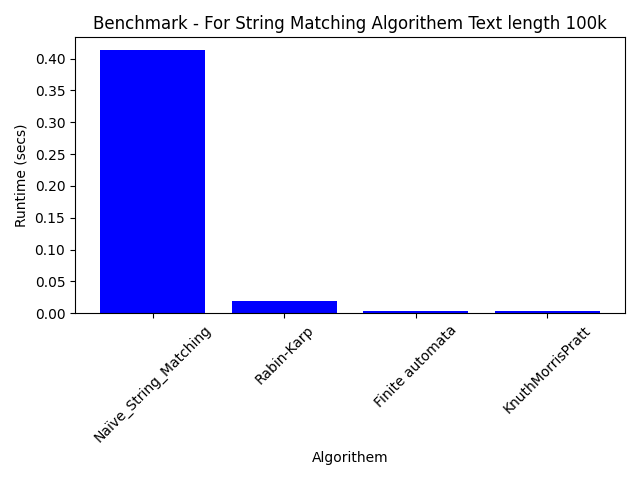 Benchmark - For String Matching Algorithem Text length 100k
0.40
0.35
0.30
0.25
0.20
0.15
0.10
0.05
0.00
Runtime (secs)
Naïve_String_Matching
Rabin-Karp
Finite automata
KnuthMorrisPratt
Algorithem